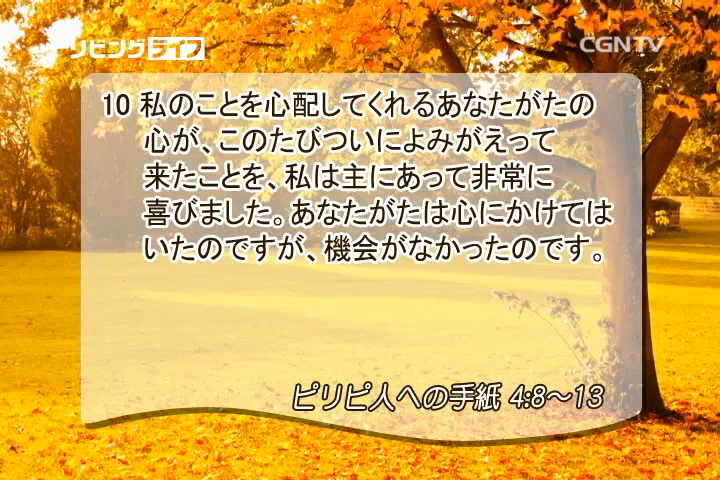 リビングライフ
CGNTV
10 私のことを心配してくれるあなたがたの
心が、このたびついによみがえって
来たことを、私は主にあって非常に
喜びました。あなたがたは心にかけては
いたのですが、機会がなかったのです。
ピリピ人への手紙 4:8～13